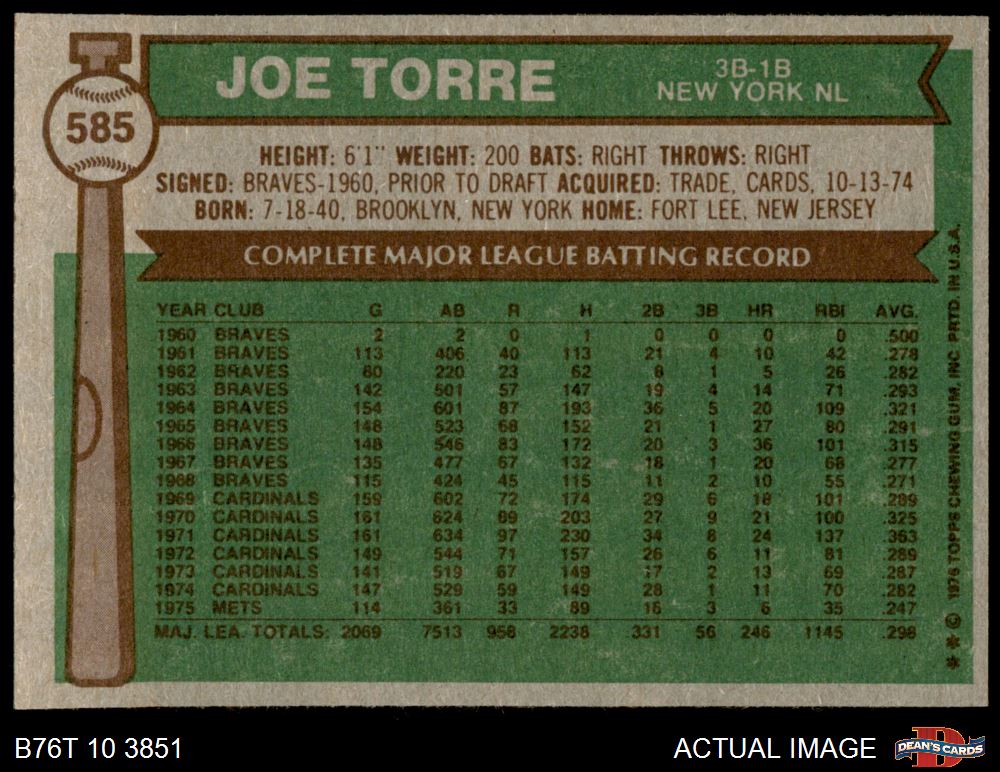 585
JOE TORRE
3B-1B
NEW YORK NL
HEIGHT: 6'1" WEIGHT: 200 BATS: RIGHT THROWS: RIGHT
SIGNED: BRAVES-1960, PRIOR TO DRAFT ACQUIRED: TRADE, CARDS, 10-13-74
BORN: 7-18-40, BROOKLYN, NEW YORK HOME: FORT LEE, NEW JERSEY
COMPLETE MAJOR LEAGUE BATTING RECORD
YEAR CLUB G AB R H 2B 3B HR RBI AVG.
1960 BRAVES 2 2 0 1 0 0 0 0 .500
1961 BRAVES 113 406 40 113 21 4 10 42 .278
1962 BRAVES 80 220 23 62 8 1 5 26 .282
1963 BRAVES 142 501 57 147 19 4 14 71 .293
1964 BRAVES 154 601 87 193 36 5 20 109 .321
1965 BRAVES 148 523 68 152 21 1 27 80 .291
1966 BRAVES 148 546 83 172 20 3 36 101 .315
1967 BRAVES 135 477 67 132 18 1 20 68 .277
1968 BRAVES 115 424 45 115 11 2 10 55 .271
1969 CARDINALS 159 602 72 174 29 6 18 101 .289
1970 CARDINALS 161 624 89 203 27 9 21 100 .325
1971 CARDINALS 161 634 97 230 34 8 24 137 .363
1972 CARDINALS 149 544 71 157 26 6 11 81 .289
1973 CARDINALS 141 519 67 149 17 2 13 69 .287
1974 CARDINALS 147 529 59 149 28 1 11 70 .282
1975 METS 114 361 33 89 16 3 6 35 .247
MAJ. LEA. TOTALS: 2069 7513 958 2238 331 56 246 1145 .298
* * © 1976 TOPPS CHEWING GUM, INC. PRTD. IN U.S.A.
B76T 10 3851
ACTUAL IMAGE
DEAN'S CARDS